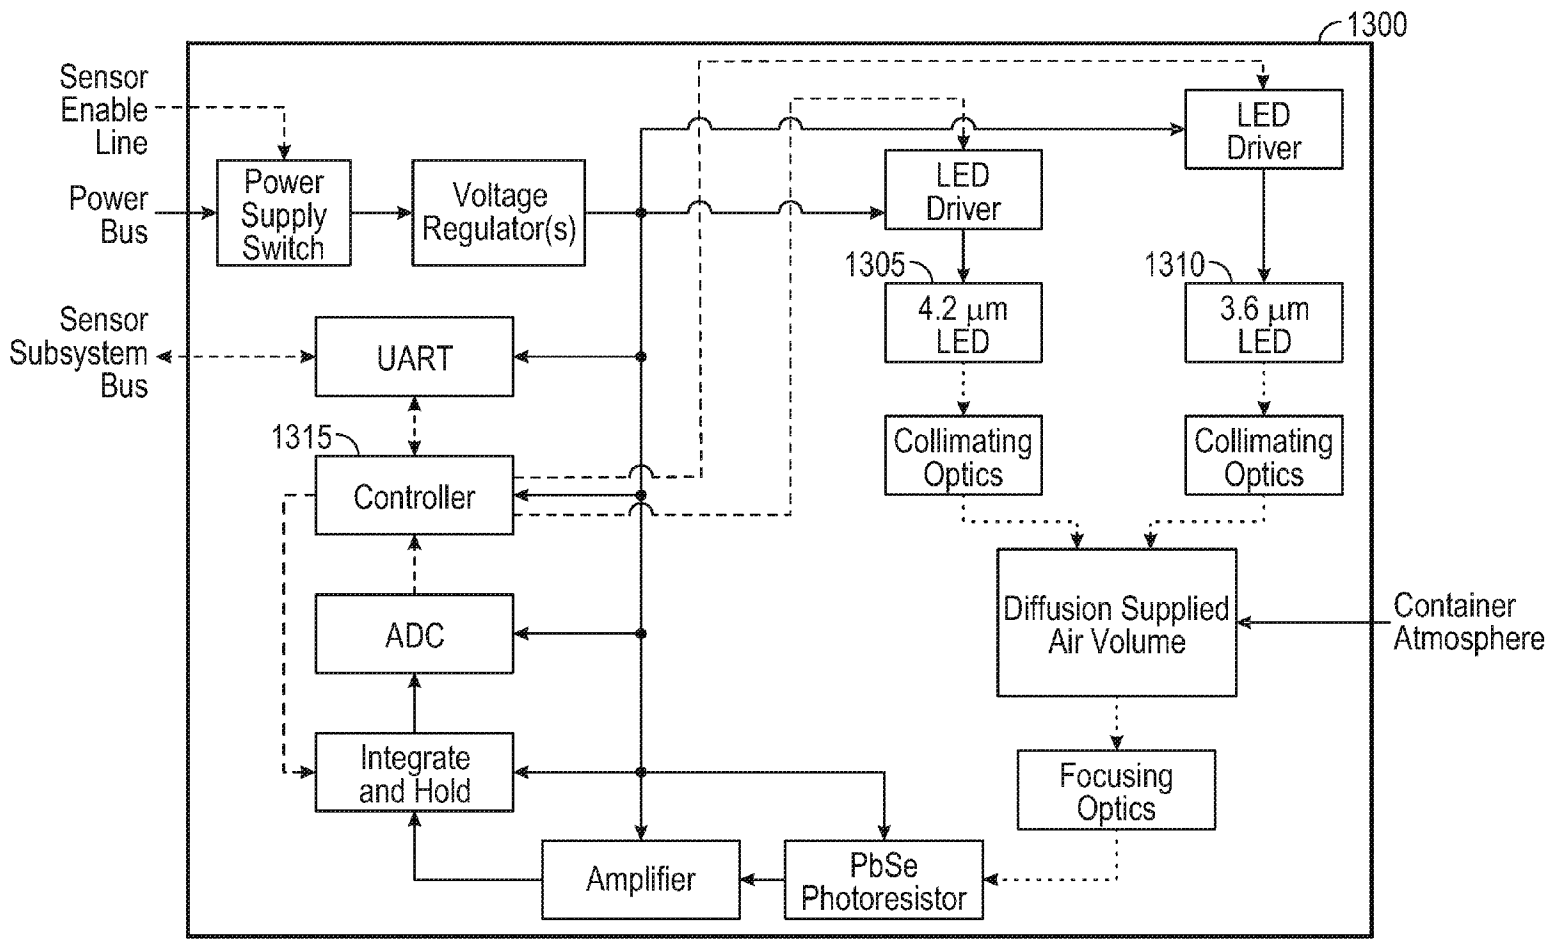 1300
Sensor
Enable
Line
LED
Driver
Power
Supply
Switch
Voltage
Regulator(s)
LED
Driver
Power
Bus
1305
4.2 μm
LED
1310
3.6 μm
LED
Sensor
Subsystem
Bus
UART
Collimating
Optics
Collimating
Optics
1315
Controller
Diffusion Supplied
Air Volume
Container
Atmosphere
ADC
Integrate
and Hold
Focusing
Optics
Amplifier
PbSe
Photoresistor